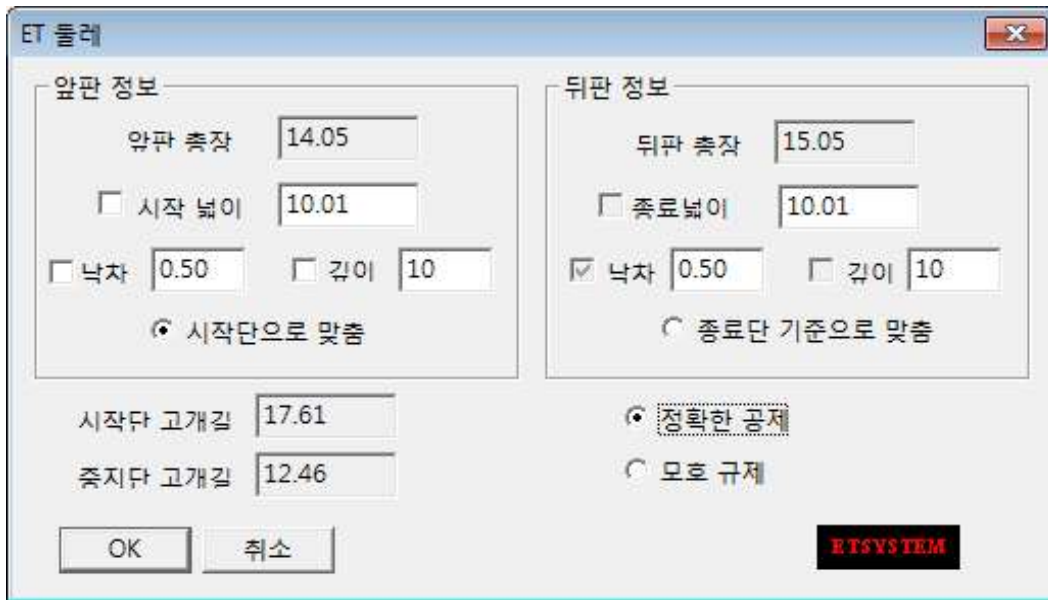 ET 둘레
앞판 정보
앞판 총장 14.05
시작 넓이 10.01
낙차 0.50 깊이 10
시작단으로 맞춤
뒤판 정보
뒤판 총장 15.05
종료넓이 10.01
낙차 0.50 깊이 10
종료단 기준으로 맞춤
시작단 고개길 17.61
중지단 고개길 12.46
정확한 공제
모호 규제
OK 취소
ETSYSTEM